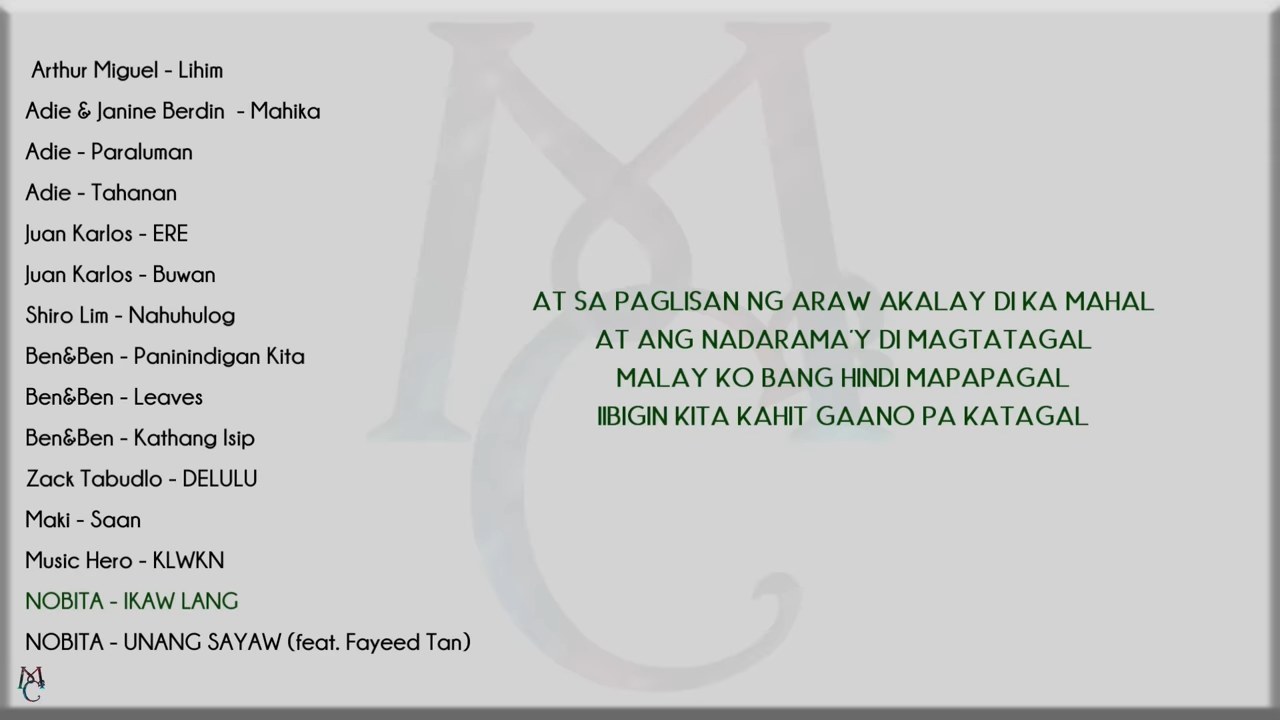 Arthur Miguel - Lihim
Adie & Janine Berdin - Mahika
Adie - Paraluman
Adie - Tahanan
Juan Karlos - ERE
Juan Karlos - Buwan
Shiro Lim - Nahuhulog
Ben&Ben - Paninindigan Kita
Ben&Ben - Leaves
Ben&Ben - Kathang Isip
Zack Tabudlo - DELULU
Maki - Saan
Music Hero - KLWKN
NOBITA - IKAW LANG
NOBITA - UNANG SAYAW (feat. Fayeed Tan)
AT SA PAGLISAN NG ARAW AKALAY DI KA MAHAL
AT ANG NADARAMA'Y DI MAGTATAGAL
MALAY KO BANG HINDI MAPAPAGAL
IIBIGIN KITA KAHIT GAANO PA KATAGAL